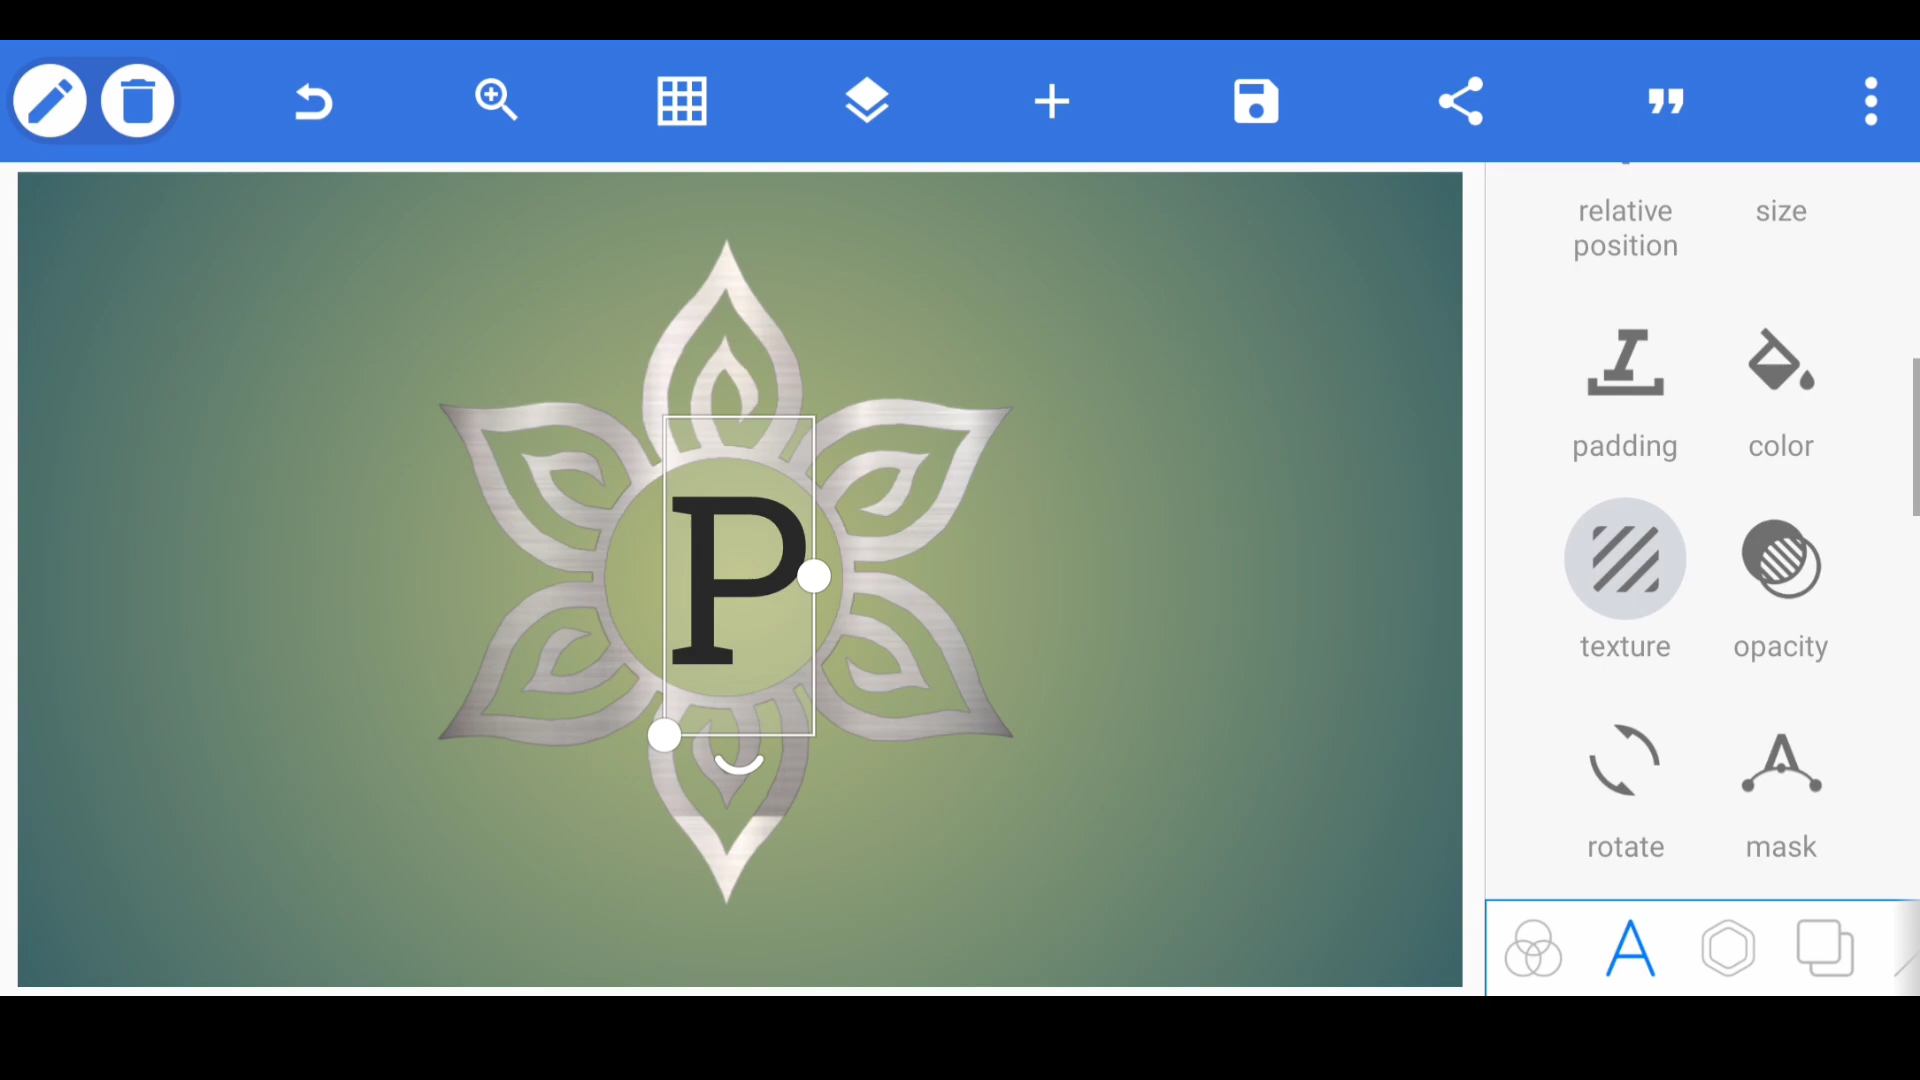 relative size
position
P
padding color
texture opacity
rotate mask